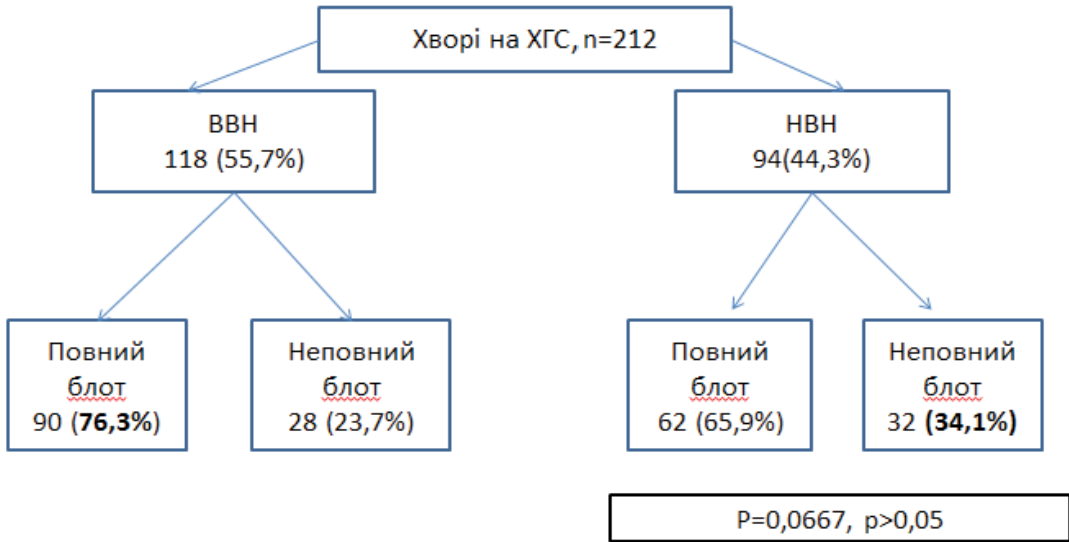 Хворі на ХГС, n=212
ВВН
118 (55,7%)
НВН
94(44,3%)
Повний
блот
90 (76,3%)
Неповний
блот
28 (23,7%)
Повний
блот
62 (65,9%)
Неповний
блот
32 (34,1%)
P=0,0667, p>0,05